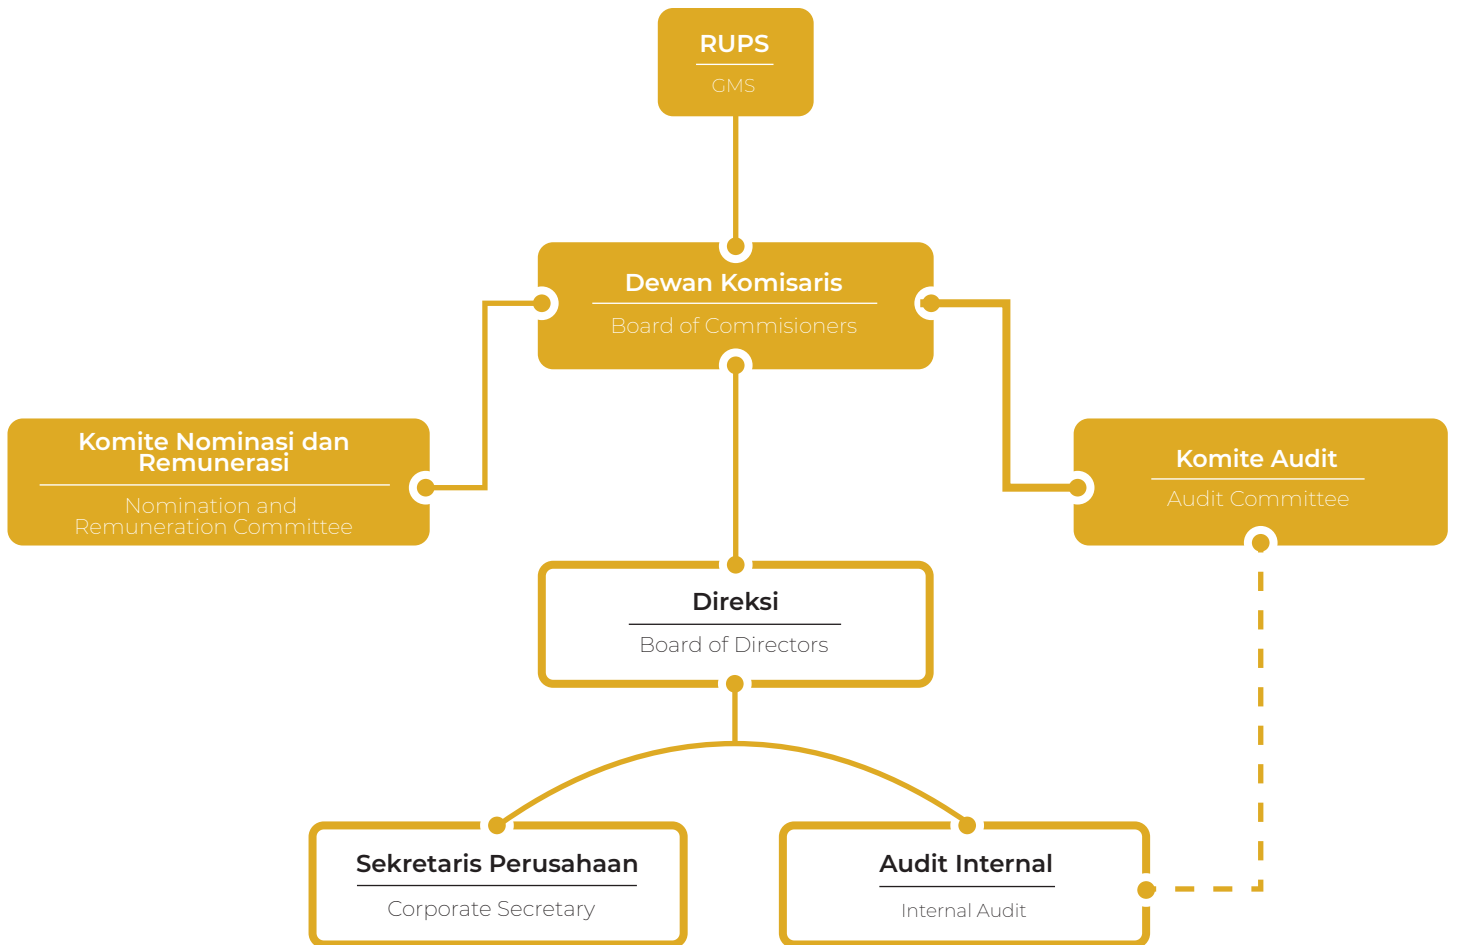 RUPS
GMS
Dewan Komisaris
Board of Commisioners
Komite Nominasi dan
Remunerasi
Nomination and
Remuneration Committee
Komite Audit
Audit Committee
Direksi
Board of Directors
Sekretaris Perusahaan
Corporate Secretary
Audit Internal
Internal Audit